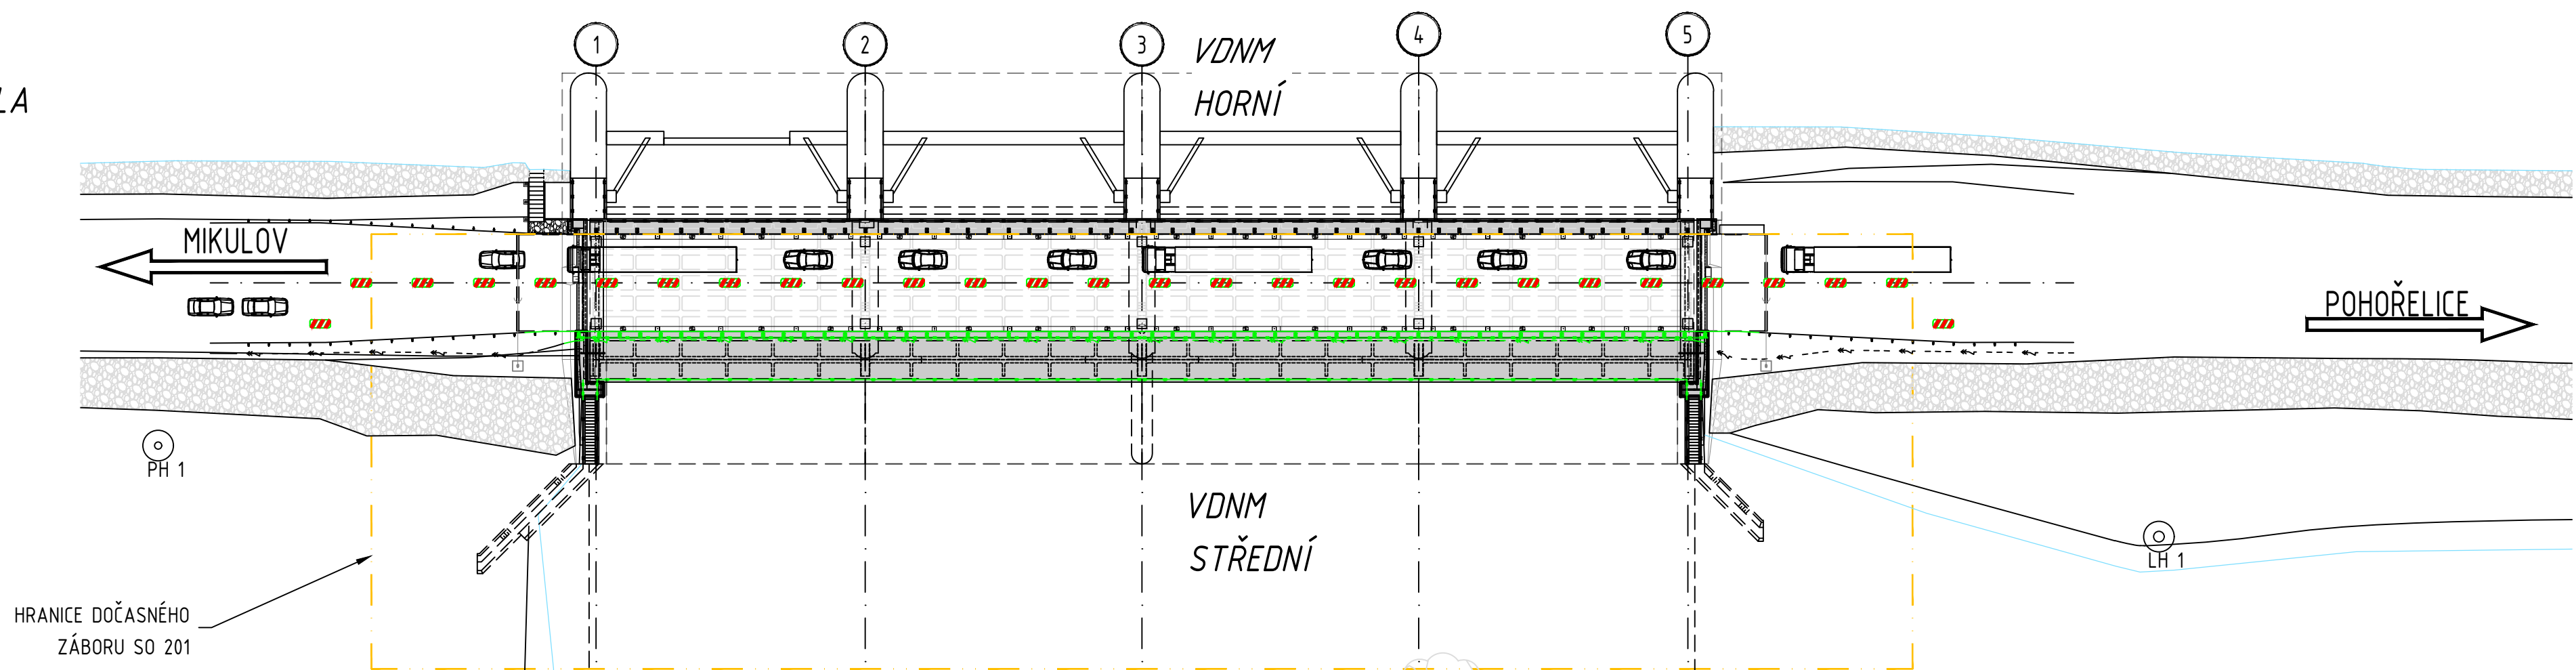 1
2
3
4
5
VDNM
HORNÍ
LA
MIKULOV
POHOŘELICE
PH 1
VDNM
STŘEDNÍ
LH 1
HRANICE DOČASNÉHO
ZÁBORU SO 201